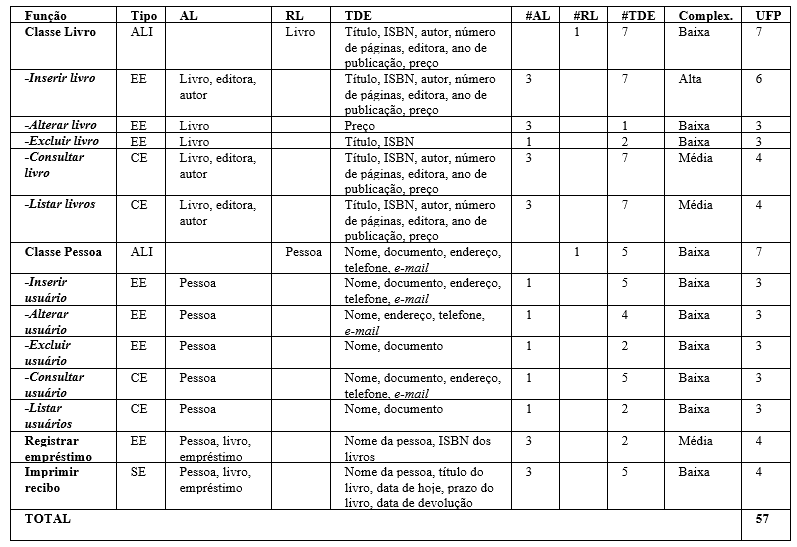 Função Tipo AL RL TDE #AL #RL #TDE Complex. UFP
Classe Livro ALI Livro Título, ISBN, autor, número 1 7 Baixa 7
de páginas, editora, ano de
publicação, preço
-Inserir livro EE Livro, editora, Título, ISBN, autor, número 3 7 Alta 6
autor de páginas, editora, ano de
publicação, preço
-Alterar livro EE Livro Preço 3 1 Baixa 3
-Excluir livro EE Livro Título, ISBN 1 2 Baixa 3
-Consultar CE Livro, editora, Título, ISBN, autor, número 3 7 Média 4
livro autor de páginas, editora, ano de
publicação, preço
-Listar livros CE Livro, editora, Título, ISBN, autor, número 3 7 Média 4
autor de páginas, editora, ano de
publicação, preço
Classe Pessoa ALI Pessoa Nome, documento, endereço, 1 5 Baixa 7
telefone, e-mail
-Inserir EE Pessoa Nome, documento, endereço, 1 5 Baixa 3
usuário telefone, e-mail
-Alterar EE Pessoa Nome, endereço, telefone, 1 4 Baixa 3
usuário e-mail
-Excluir EE Pessoa Nome, documento 1 2 Baixa 3
usuário
-Consultar CE Pessoa Nome, documento, endereço, 1 5 Baixa 3
usuário telefone, e-mail
-Listar CE Pessoa Nome, documento 1 2 Baixa 3
usuários
Registrar EE Pessoa, livro, Nome da pessoa, ISBN dos 3 2 Média 4
empréstimo empréstimo livros
Imprimir SE Pessoa, livro, Nome da pessoa, título do 3 5 Baixa 4
recibo empréstimo livro, data de hoje, prazo do
livro, data de devolução
TOTAL 57